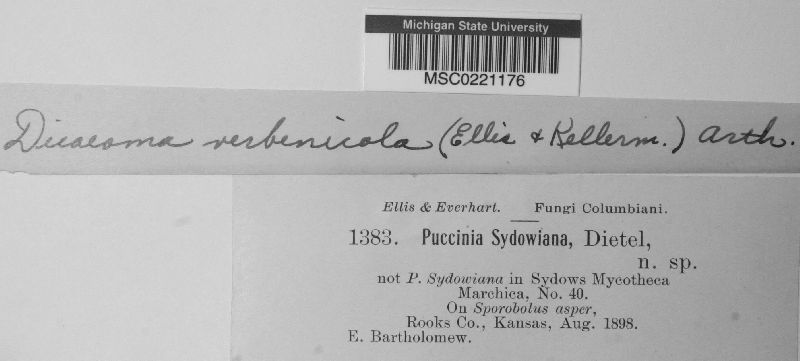 Michigan State University
MSC0221176
Dicaeoma verbenicola (Ellis & Kellerm.) Arth.
Ellis & Everhart. Fungi Columbiani.
1383. Puccinia Sydowiana, Dietel,
n. sp.
not P. Sydowiana in Sydows Mycotheca
Marchica, No. 40.
On Sporobolus asper,
Rooks Co., Kansas, Aug. 1898.
E. Bartholomew.